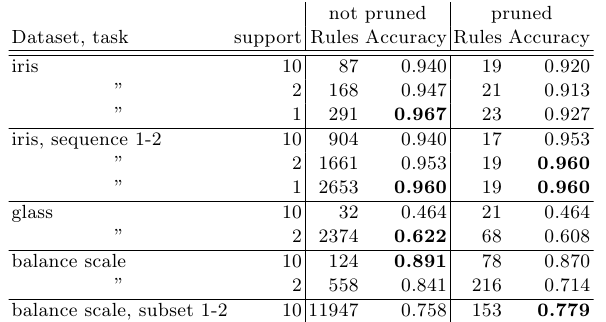 not pruned pruned
Dataset, task support Rules Accuracy Rules Accuracy
iris 10 87 0.940 19 0.920
” 2 168 0.947 21 0.913
” 1 291 0.967 23 0.927
iris, sequence 1-2 10 904 0.940 17 0.953
” 2 1661 0.953 19 0.960
” 1 2653 0.960 19 0.960
glass 10 32 0.464 21 0.464
” 2 2374 0.622 68 0.608
balance scale 10 124 0.891 78 0.870
” 2 558 0.841 216 0.714
balance scale, subset 1-2 10 11947 0.758 153 0.779